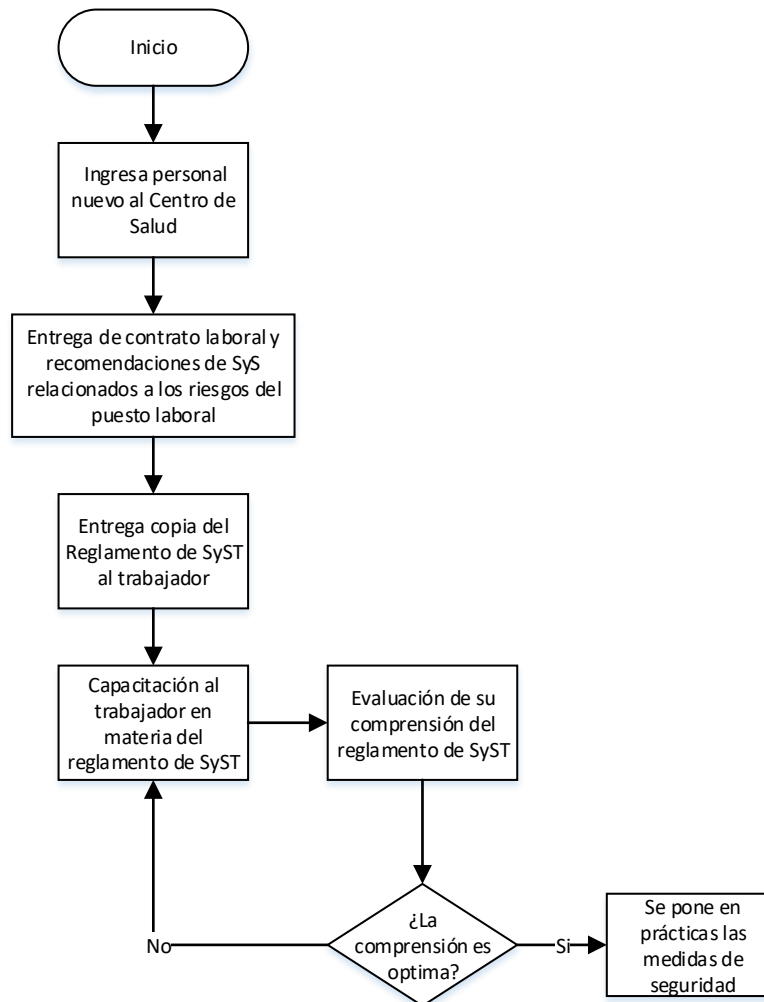 Inicio
Ingresa personal
nuevo al Centro de
Salud
Entrega de contrato laboral y
recomendaciones de SyS
relacionados a los riesgos del
puesto laboral
Entrega copia del
Reglamento de SyST
al trabajador
Capacitación al
trabajador en
materia del
reglamento de SyST
Evaluación de su
comprensión del
reglamento de SyST
¿La
comprensión es
optima?
No
Si
Se pone en
prácticas las
medidas de
seguridad